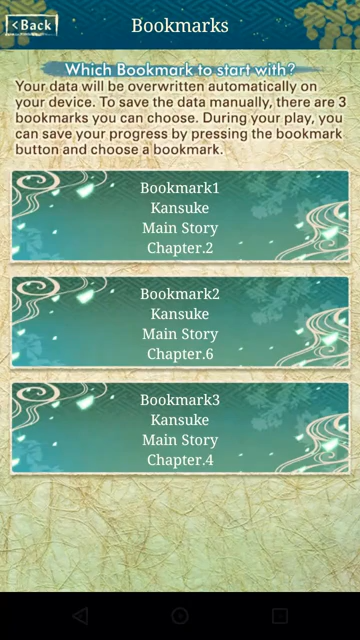 <Back
Bookmarks
Which Bookmark to start with?
Your data will be overwritten automatically on
your device. To save the data manually, there are 3
bookmarks you can choose. During your play, you
can save your progress by pressing the bookmark
button and choose a bookmark.
Bookmark1
Kansuke
Main Story
Chapter.2
Bookmark2
Kansuke
Main Story
Chapter.6
Bookmark3
Kansuke
Main Story
Chapter.4